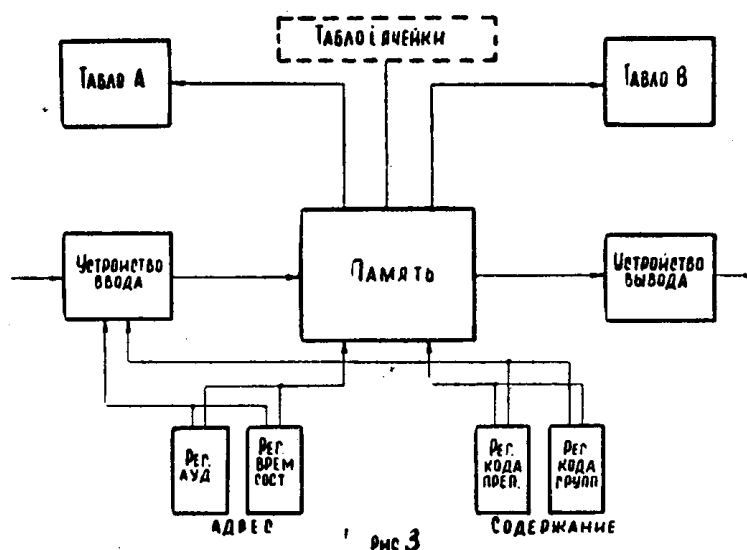 ТАБЛО i ЯЧЕЙКИ
ТАБЛО А
ТАБЛО В
УСТРОЙСТВО
ВВОДА
ПАМЯТЬ
УСТРОЙСТВО
ВЫВОДА
РЕГ.
АУД
РЕГ.
ВРЕМ
СОСТ
РЕГ.
КОДА
ПРЕП.
РЕГ
КОДА
ГРУПП
АДРЕС
СОДЕРЖАНИЕ
Рис 3